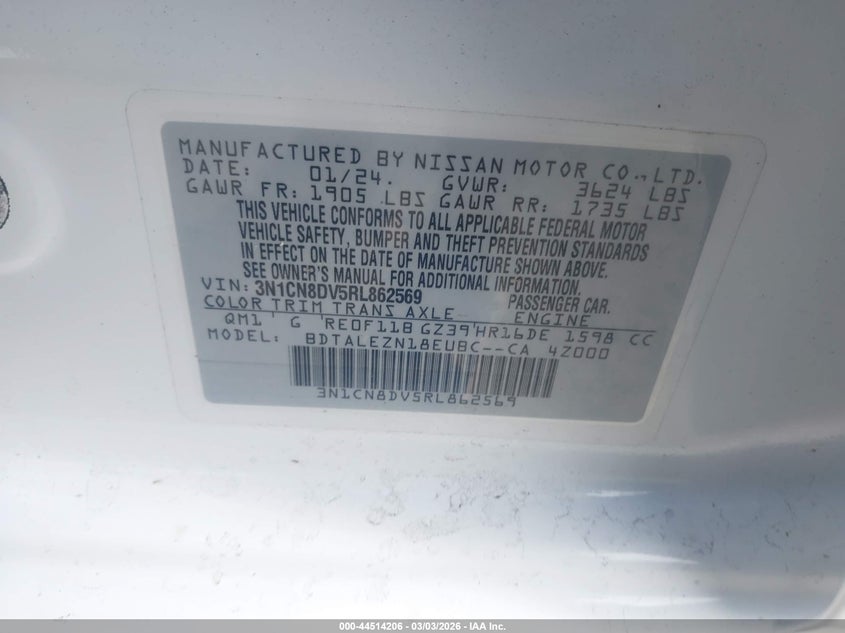 MANUFACTURED BY NISSAN MOTOR CO., LTD.
DATE: 01/24. GVWR: 3624 LBS
GAWR FR: 1905 LBS GAWR RR: 1735 LBS
THIS VEHICLE CONFORMS TO ALL APPLICABLE FEDERAL MOTOR
VEHICLE SAFETY, BUMPER AND THEFT PREVENTION STANDARDS
IN EFFECT ON THE DATE OF MANUFACTURE SHOWN ABOVE.
SEE OWNER'S MANUAL FOR ADDITIONAL INFORMATION.
VIN: 3N1CN8DV5RL862569 PASSENGER CAR.
COLOR TRIM TRANS AXLE ENGINE
QM1 G RE0F11B GZ39 HR16DE 1598 CC
MODEL: BDTALEZN18EUBC--CA 4Z000
3N1CN8DV5RL862569
000-44514206 - 03/03/2026 - IAA Inc.